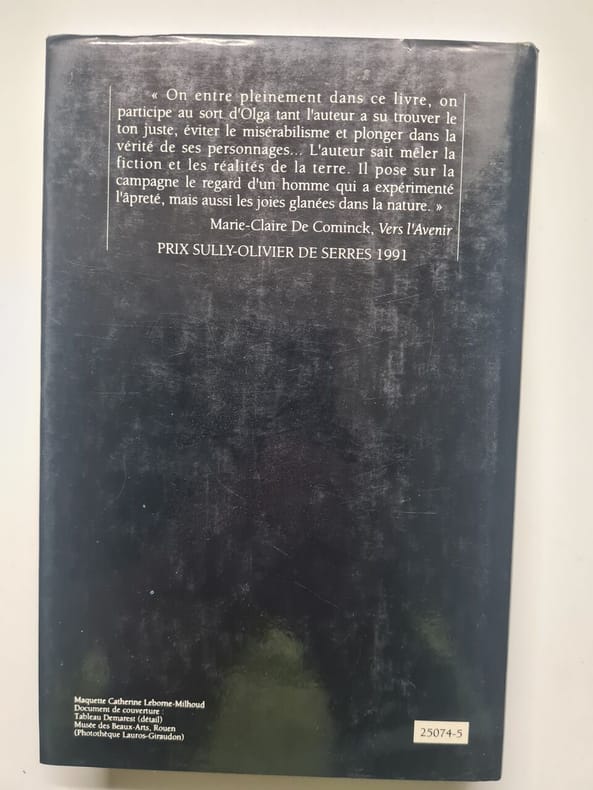 « On entre pleinement dans ce livre, on
participe au sort d'Olga tant l'auteur a su trouver le
ton juste, éviter le misérabilisme et plonger dans la
vérité de ses personnages... L'auteur sait mêler la
fiction et les réalités de la terre. Il pose sur la
campagne le regard d'un homme qui a expérimenté
l'âpreté, mais aussi les joies glanées dans la nature. »
Marie-Claire De Cominck, Vers l'Avenir
PRIX SULLY-OLIVIER DE SERRES 1991
Maquette Catherine Leborne-Milhoud
Document de couverture :
Tableau Demarest (détail)
Musée des Beaux-Arts, Rouen
(Photothèque Lauros-Giraudon)
25074-5